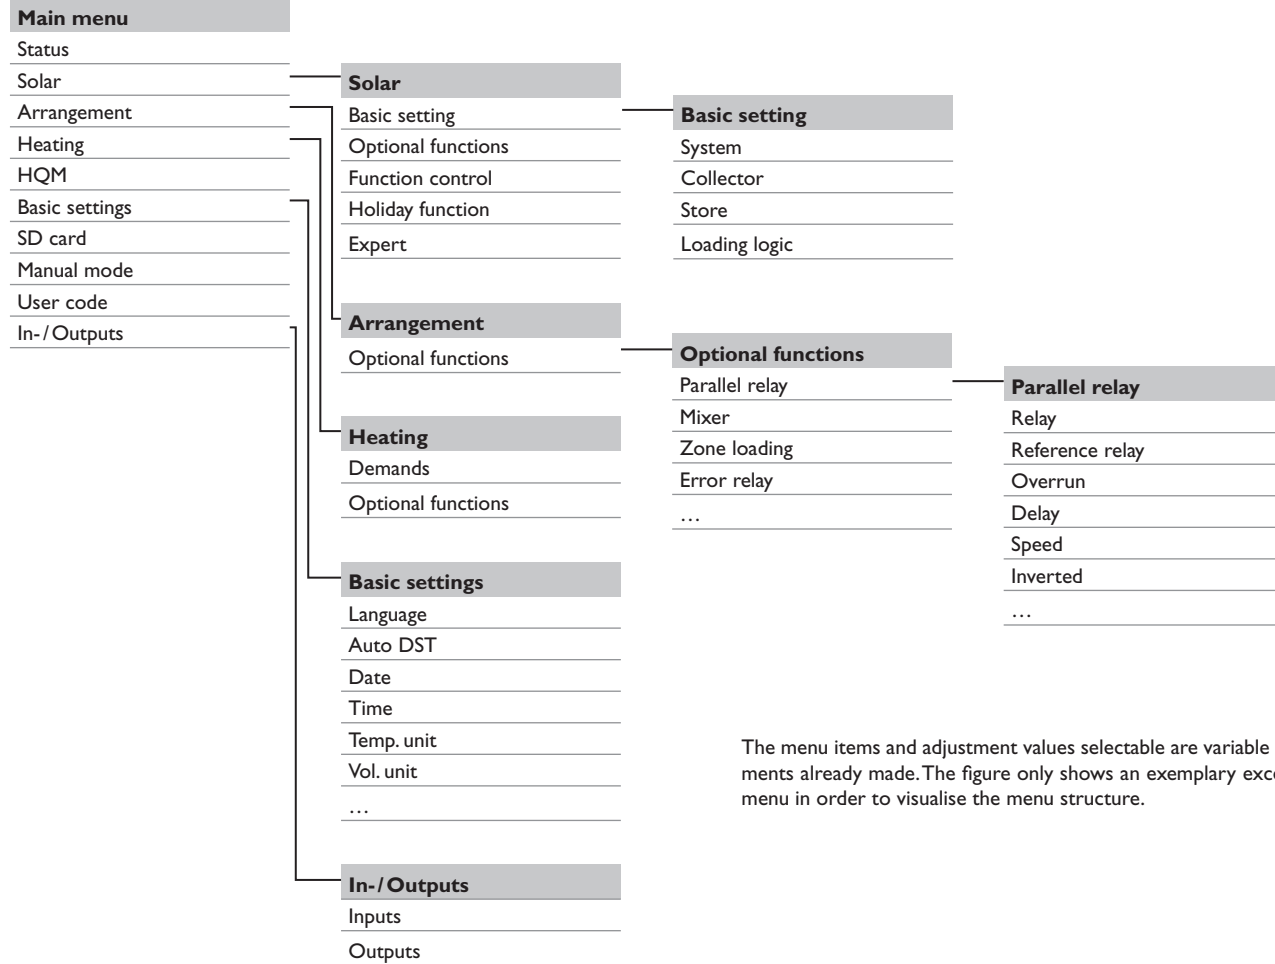 Main menu
Status
Solar
Arrangement
Heating
HQM
Basic settings
SD card
Manual mode
User code
In-/Outputs
Solar
Basic setting
Optional functions
Function control
Holiday function
Expert
Basic setting
System
Collector
Store
Loading logic
Arrangement
Optional functions
Optional functions
Parallel relay
Mixer
Zone loading
Error relay
…
Parallel relay
Relay
Reference relay
Overrun
Delay
Speed
Inverted
…
Heating
Demands
Optional functions
Basic settings
Language
Auto DST
Date
Time
Temp. unit
Vol. unit
…
In-/Outputs
Inputs
Outputs
The menu items and adjustment values selectable are variable
ments already made. The figure only shows an exemplary
menu in order to visualise the menu structure.